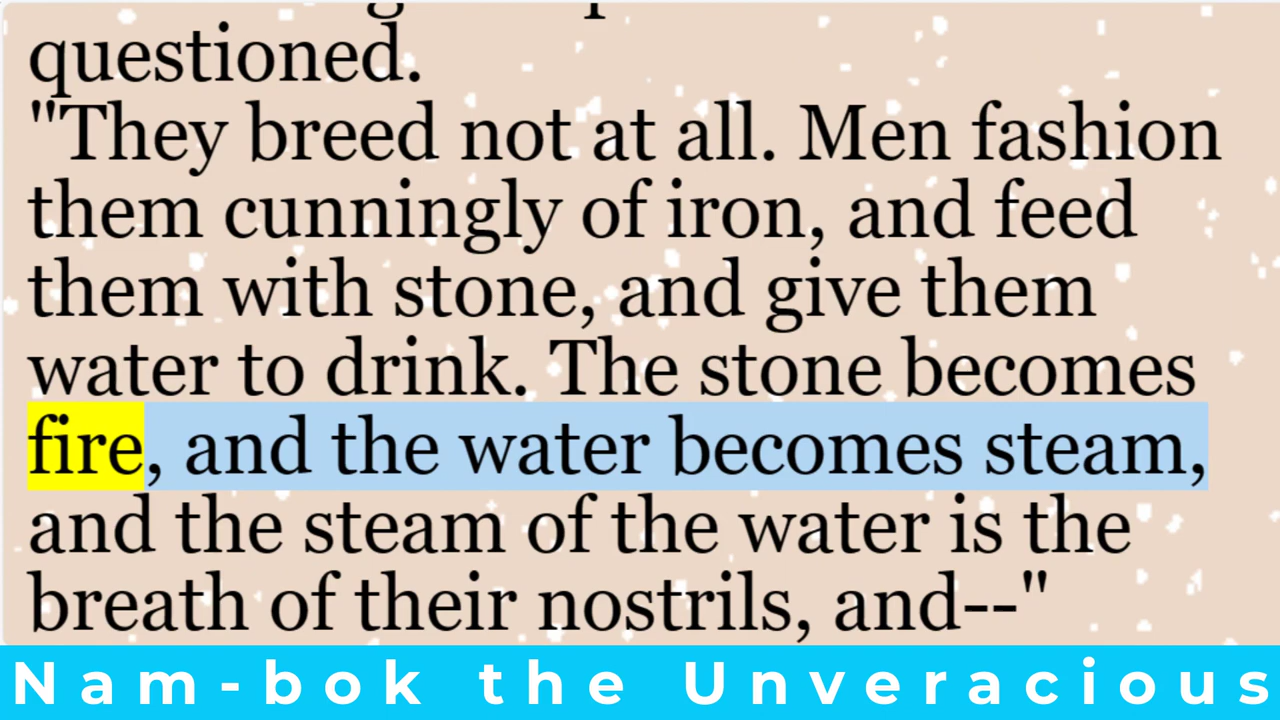 questioned.
"They breed not at all. Men fashion
them cunningly of iron, and feed
them with stone, and give them
water to drink. The stone becomes
fire, and the water becomes steam,
and the steam of the water is the
breath of their nostrils, and--"
Nam-bok the Unveracious